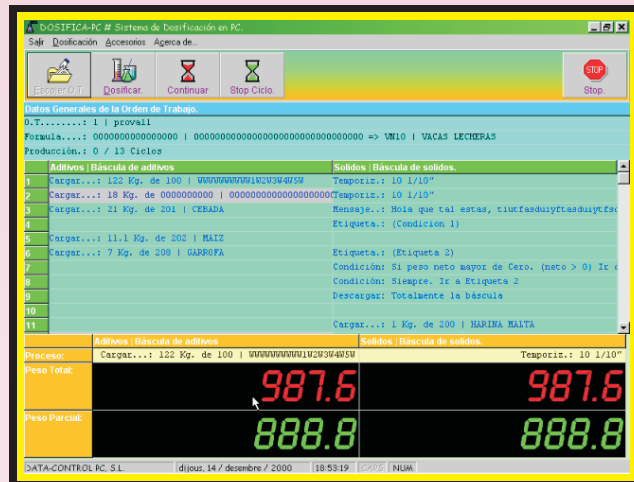 DOSIFICA-PC # Sistema de Dosificación en PC.
Salir Dosificación Accesorios Agerca de...
Escojer O.T. Dosificar. Continuar Stop Ciclo. STOP Stop.
Datos Generales de la Orden de Trabajo.
O.T.......: 1 | proval1
Formula....: 0000000000000 | 00000000000000000000000000000 => VN10 | VACAS LECHERAS
Producción.: 0 / 13 Ciclos
Aditivos | Báscula de aditivos Solidos | Báscula de solidos.
1 Cargar...: 122 Kg. de 100 | WWWWWWWWW1W2W3W4W5W Temporiz.: 10 1/10"
2 Cargar...: 18 Kg. de 0000000000 | 0000000000000000000 Temporiz.: 10 1/10"
3 Cargar...: 21 Kg. de 201 | CEBADA Mensaje..: Hola que tal estas,
4 Etiqueta.: (Condicion 1)
5 Cargar...: 11.1 Kg. de 202 | MAIZ
6 Cargar...: 7 Kg. de 208 | GARROFA Etiqueta.: (Etiqueta 2)
7 Condición: Si peso neto mayor de Cero. (neto > 0) Ir
8 Condición: Siempre. Ir a Etiqueta 2
9 Descargar: Totalmente la báscula
10
11 Cargar...: 1 Kg. de 200 | HARINA MALTA
Aditivos | Báscula de aditivos Solidos | Báscula de solidos.
Proceso: Cargar...: 122 Kg. de 100 | WWWWWWWWW1W2W3W4W5W Temporiz.: 10 1/10"
Peso Total: 987.6 987.6
Peso Parcial: 888.8 888.8
DATA-CONTROL PC, S.L. dijous, 14 / desembre / 2000 18:53:19 CAPS NUM